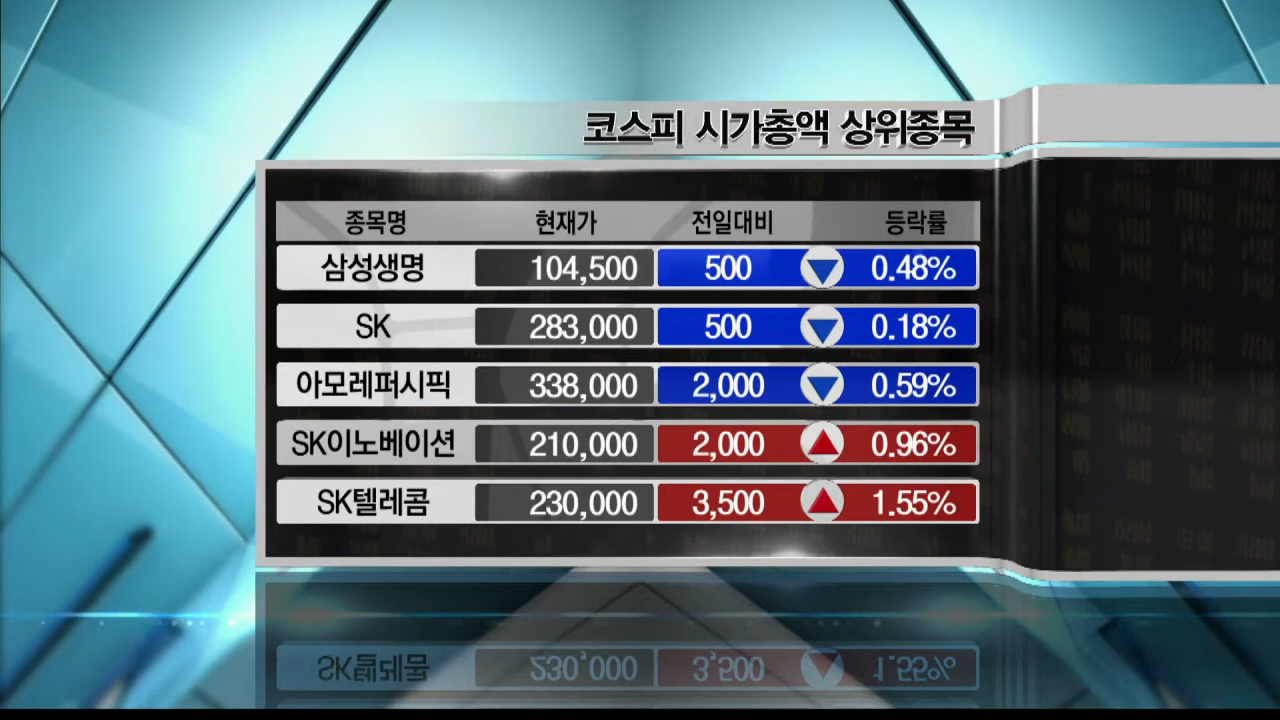 코스피 시가총액 상위종목
종목명 현재가 전일대비 등락률
삼성생명 104,500 500 ▼ 0.48%
SK 283,000 500 ▼ 0.18%
아모레퍼시픽 338,000 2,000 ▼ 0.59%
SK이노베이션 210,000 2,000 ▲ 0.96%
SK텔레콤 230,000 3,500 ▲ 1.55%